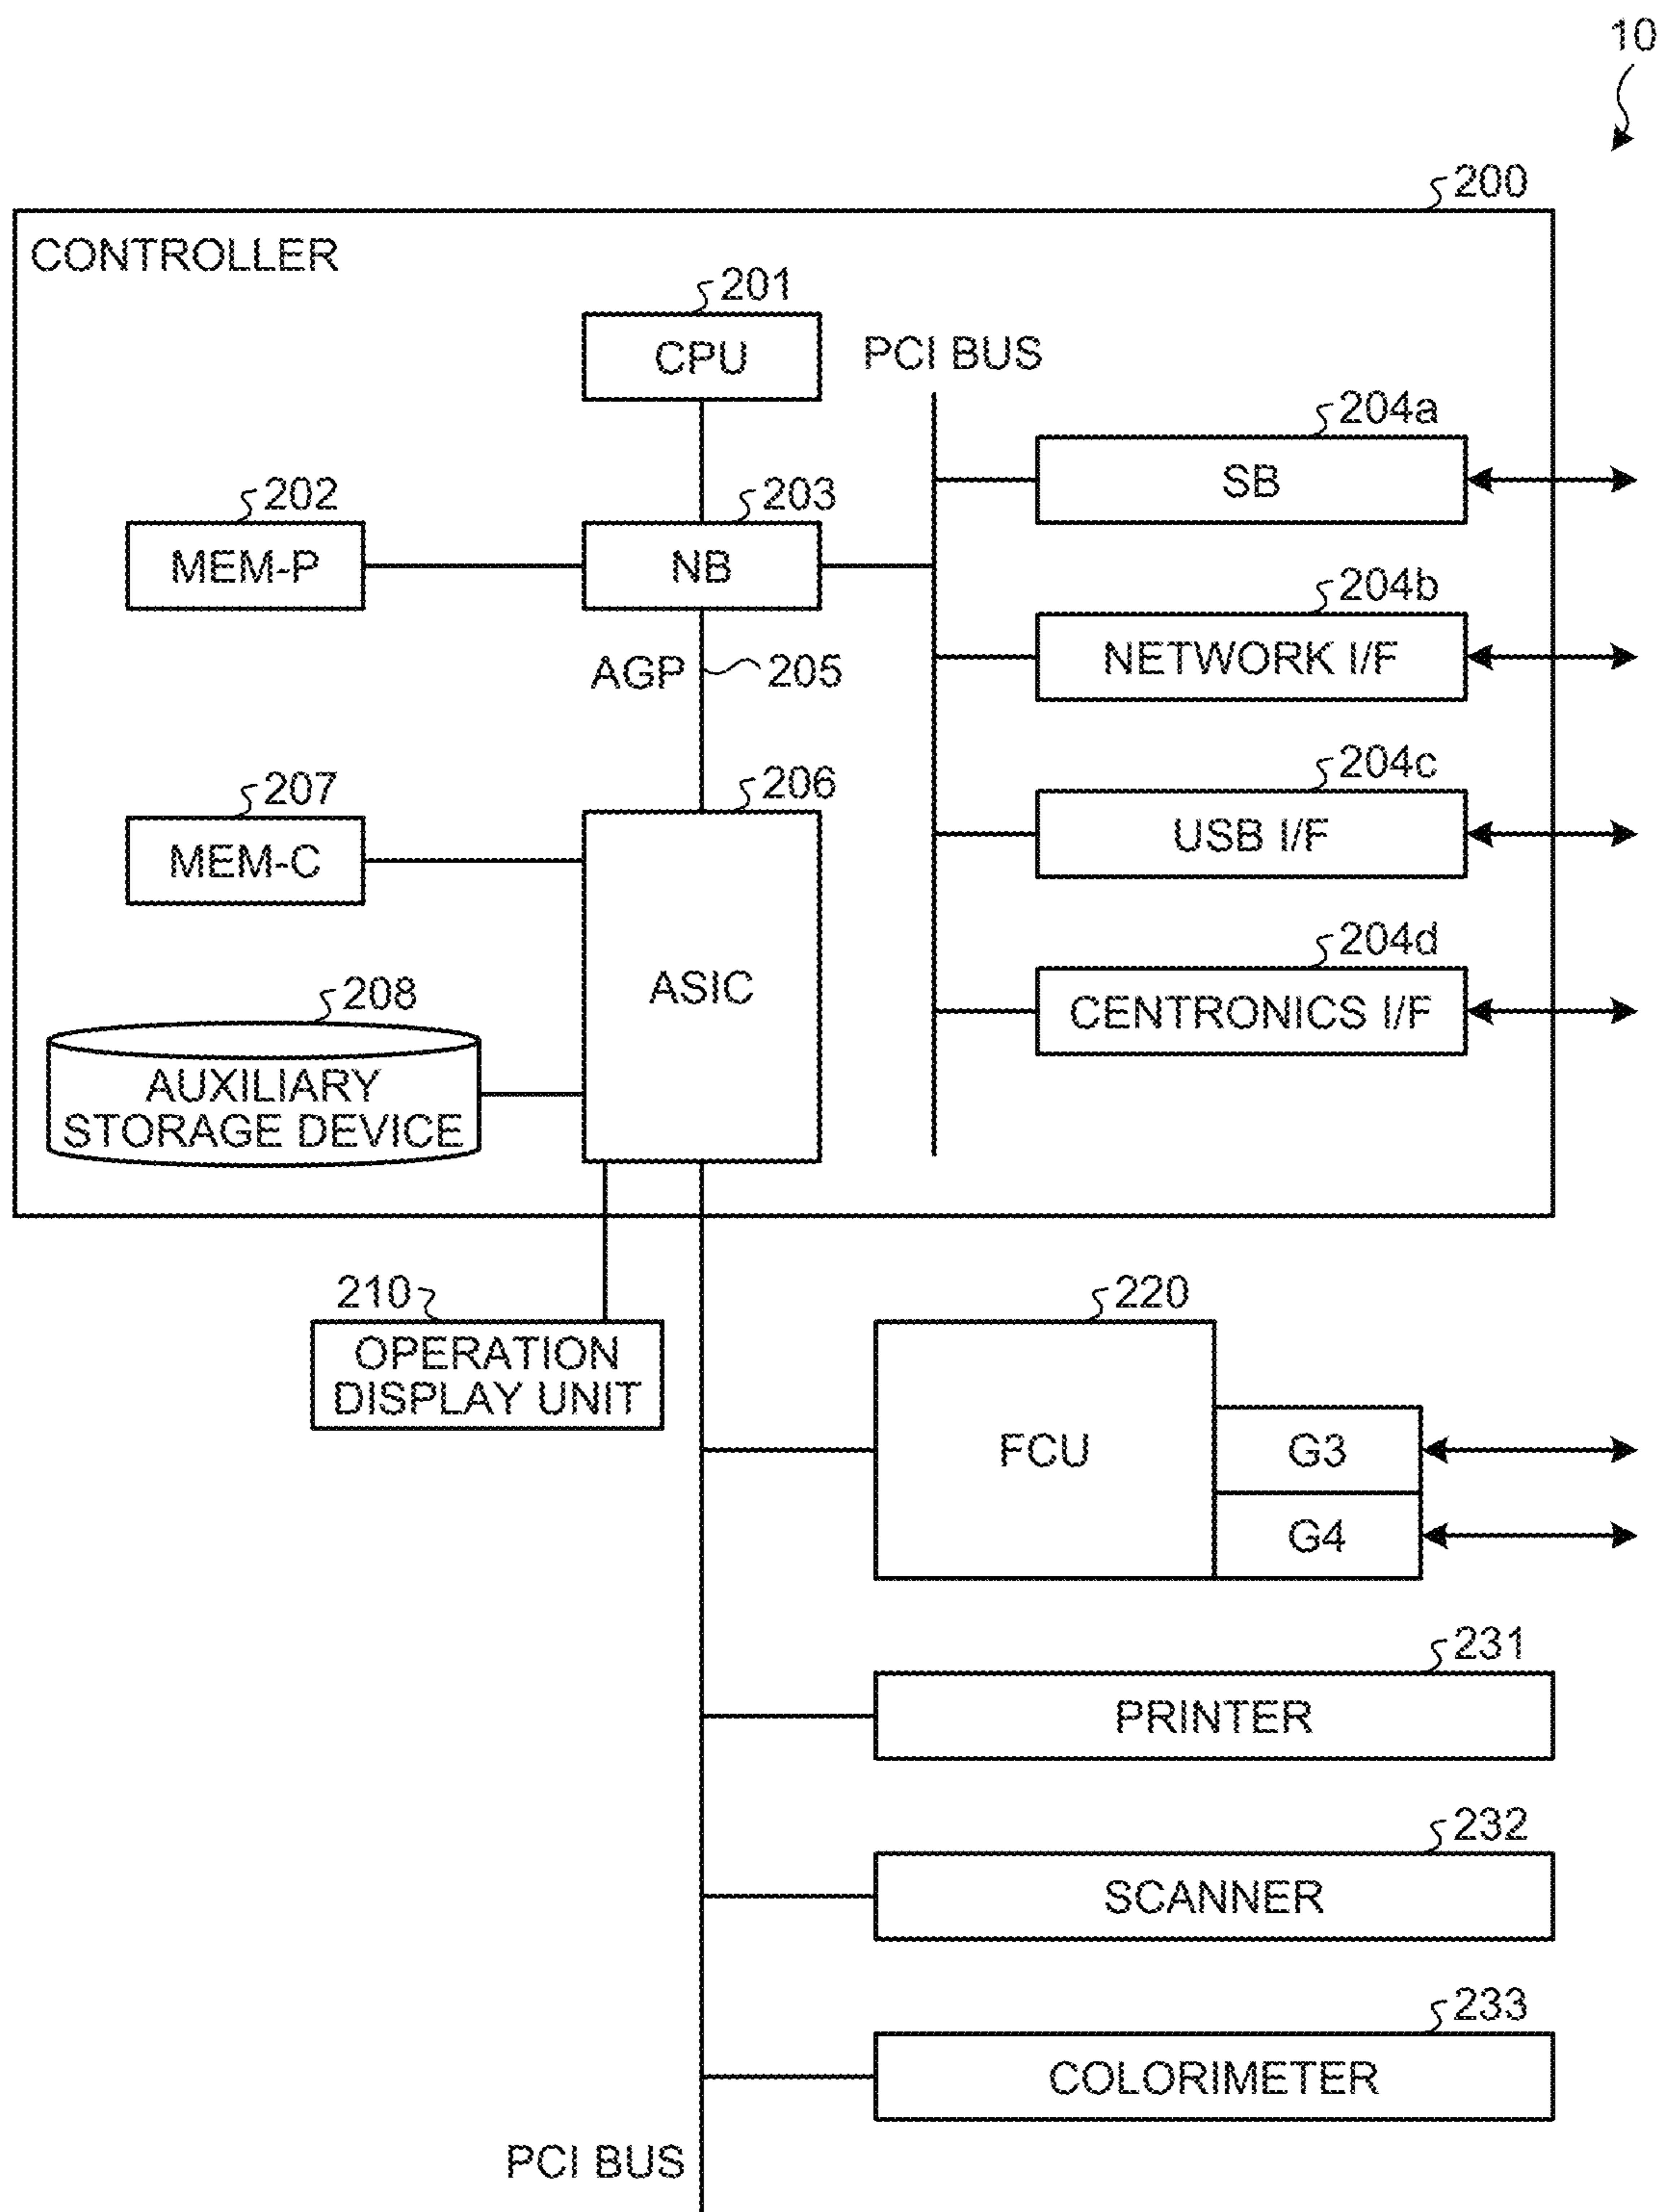 10
200
CONTROLLER
201
CPU
PCI BUS
204a
SB
202
MEM-P
203
NB
204b
NETWORK I/F
AGP
205
204c
USB I/F
207
MEM-C
206
ASIC
204d
CENTRONICS I/F
208
AUXILIARY
STORAGE DEVICE
210
OPERATION
DISPLAY UNIT
220
FCU
G3
G4
231
PRINTER
232
SCANNER
233
COLORIMETER
PCI BUS